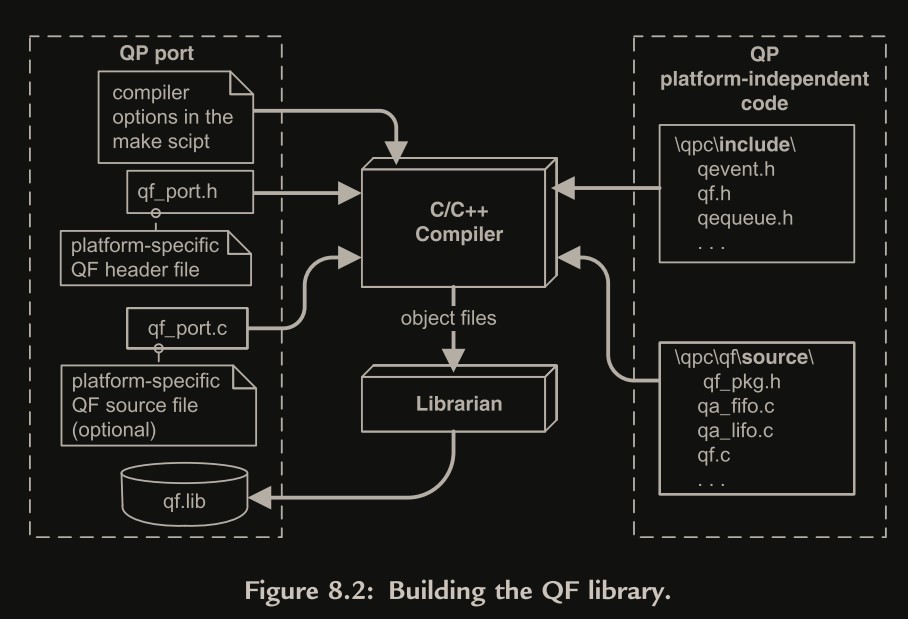 QP port
compiler
options in the
make scipt
qf_port.h
platform-specific
QF header file
qf_port.c
platform-specific
QF source file
(optional)
qf.lib
C/C++
Compiler
object files
Librarian
QP
platform-independent
code
\qpc\include\
qevent.h
qf.h
qequeue.h
. . .
\qpc\qf\source\
qf_pkg.h
qa_fifo.c
qa_lifo.c
qf.c
. . .
Figure 8.2: Building the QF library.